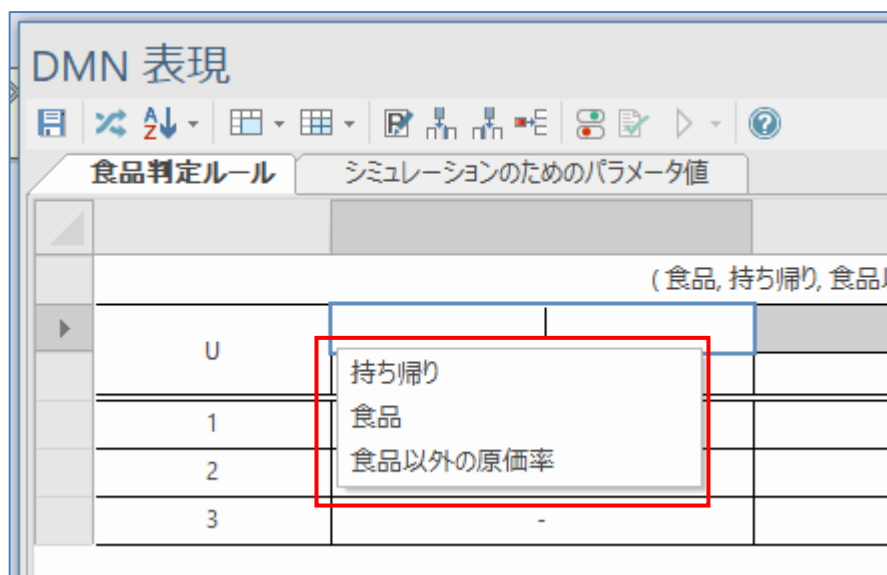 DMN 表現
食品判定ルール
シミュレーションのためのパラメータ値
( 食品, 持ち帰り, 食品
U
持ち帰り
食品
食品以外の原価率
1
2
3
-